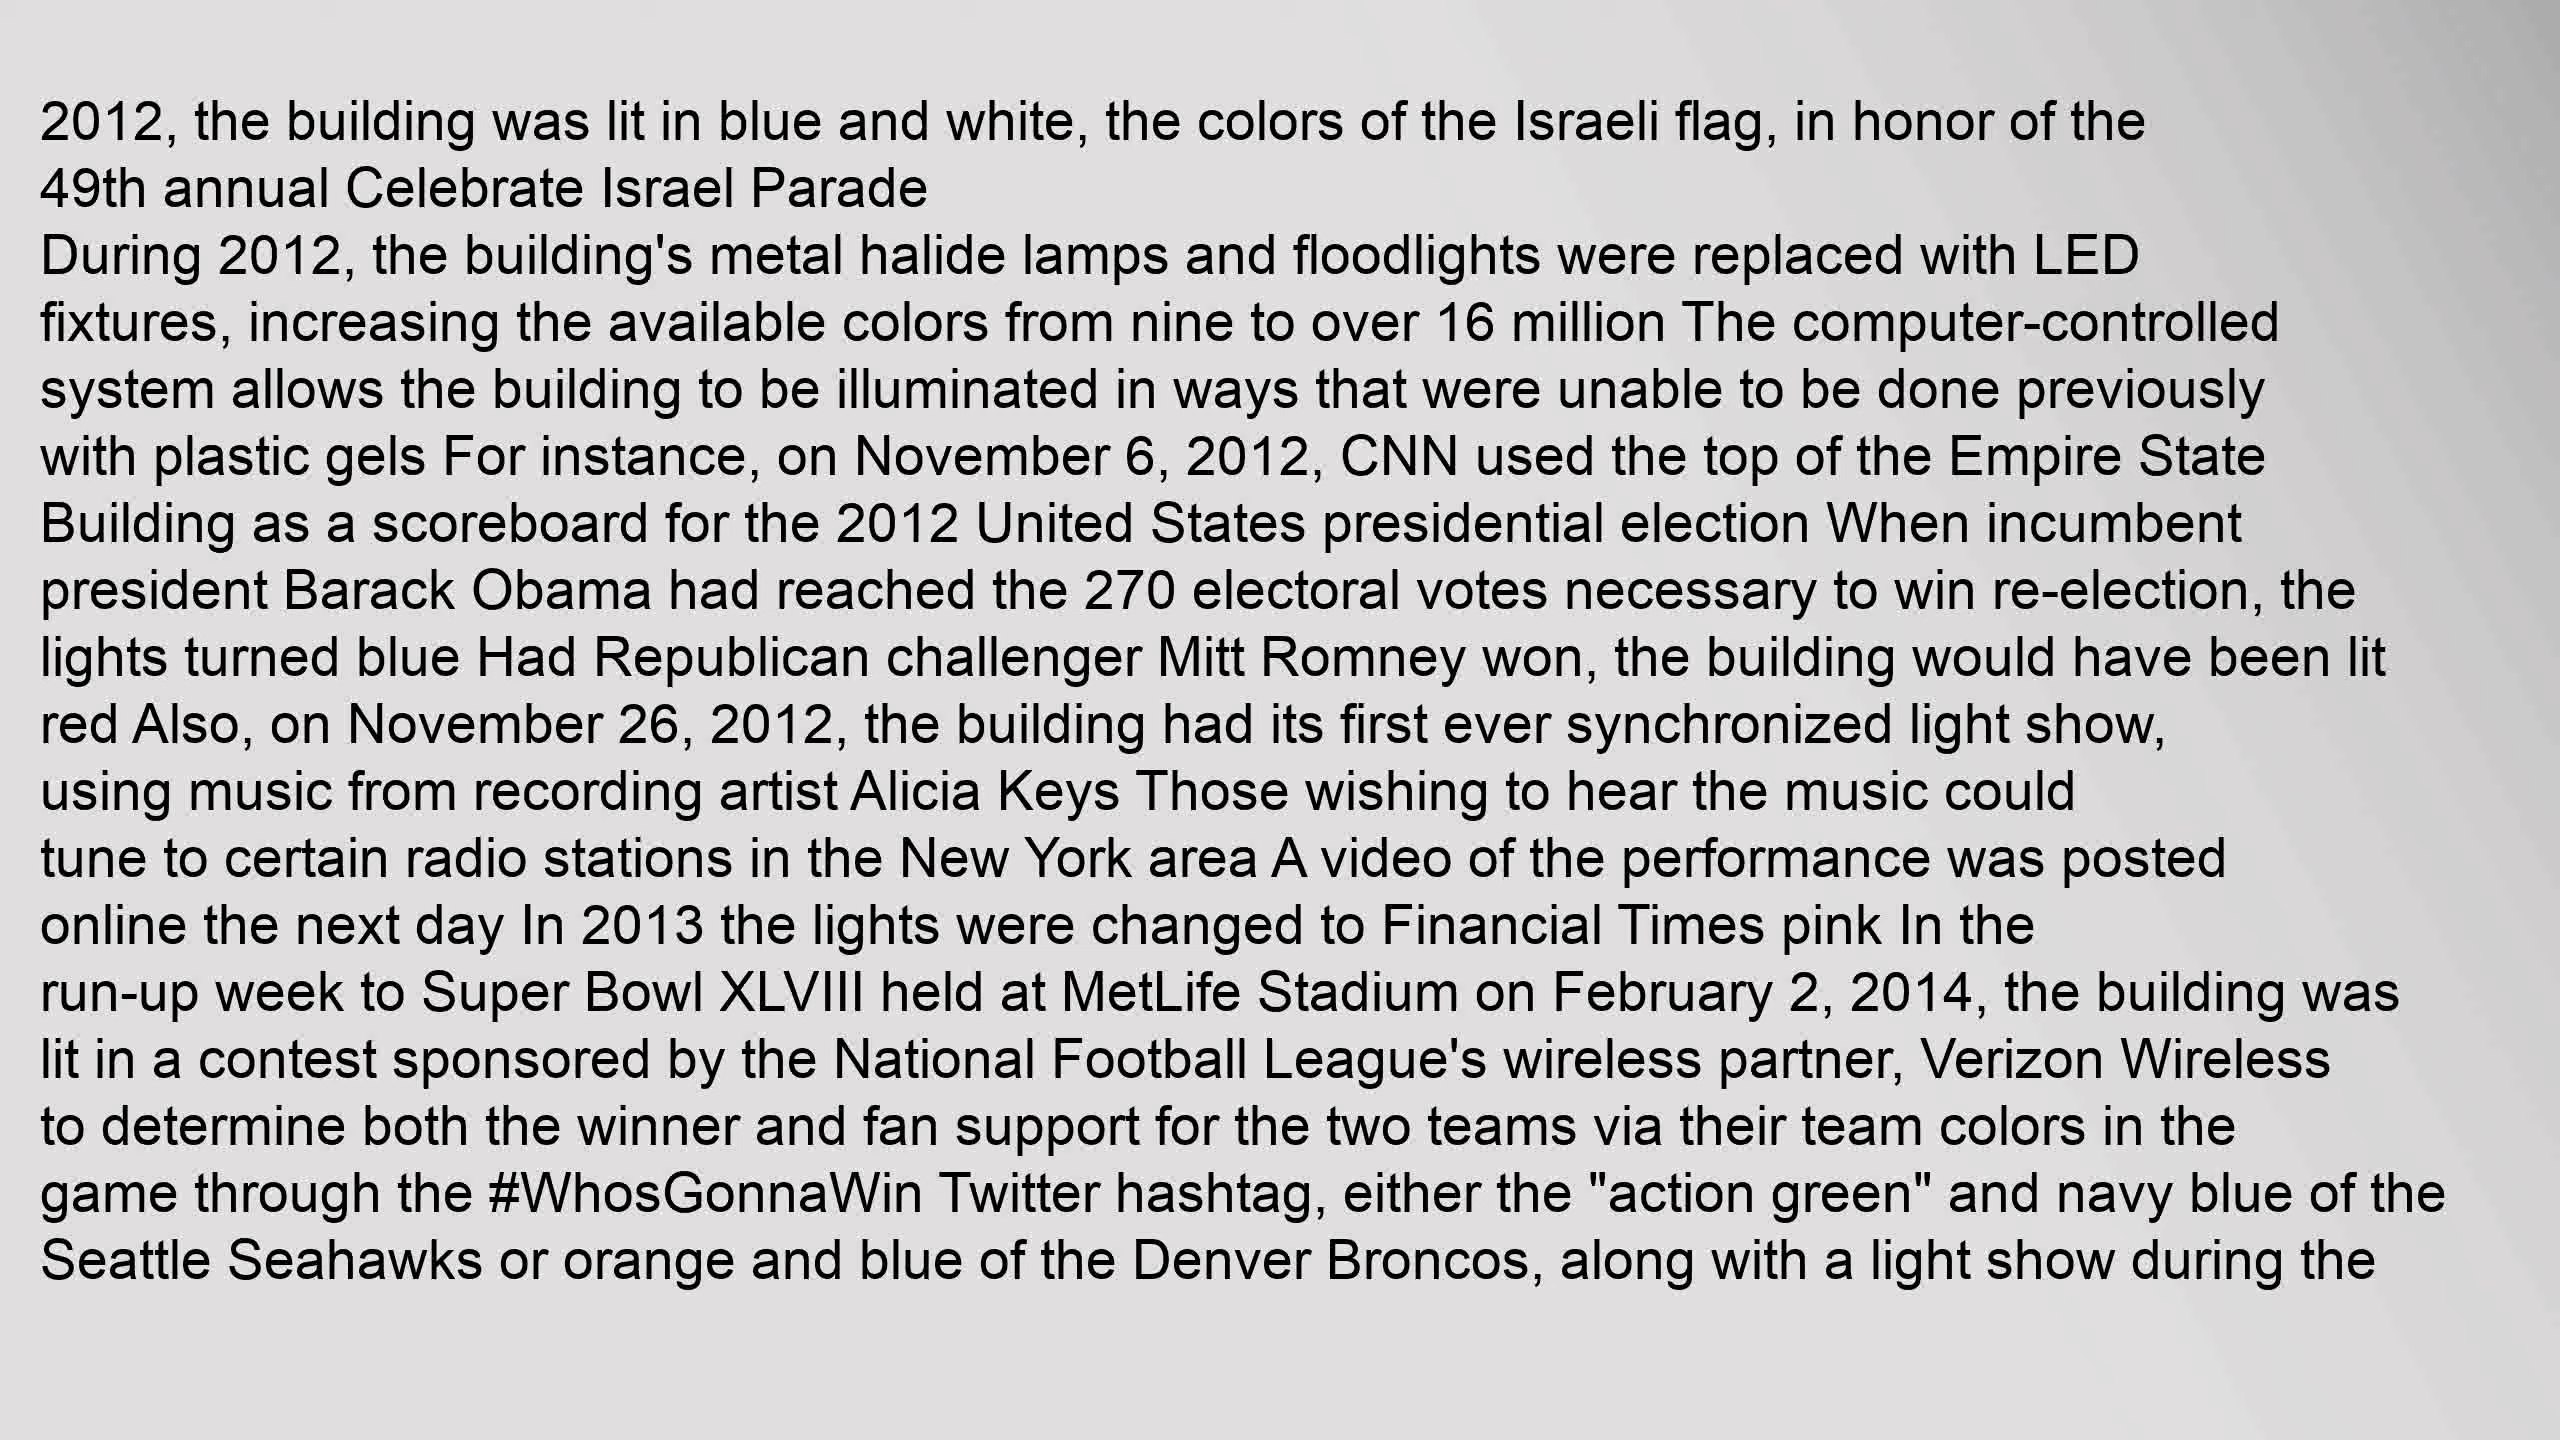 2012, the building was lit in blue and white, the colors of the Israeli flag, in honor of the
49th annual Celebrate Israel Parade
During 2012, the building's metal halide lamps and floodlights were replaced with LED
fixtures, increasing the available colors from nine to over 16 million The computer-controlled
system allows the building to be illuminated in ways that were unable to be done previously
with plastic gels For instance, on November 6, 2012, CNN used the top of the Empire State
Building as a scoreboard for the 2012 United States presidential election When incumbent
president Barack Obama had reached the 270 electoral votes necessary to win re-election, the
lights turned blue Had Republican challenger Mitt Romney won, the building would have been lit
red Also, on November 26, 2012, the building had its first ever synchronized light show,
using music from recording artist Alicia Keys Those wishing to hear the music could
tune to certain radio stations in the New York area A video of the performance was posted
online the next day In 2013 the lights were changed to Financial Times pink In the
run-up week to Super Bowl XLVIII held at MetLife Stadium on February 2, 2014, the building was
lit in a contest sponsored by the National Football League's wireless partner, Verizon Wireless
to determine both the winner and fan support for the two teams via their team colors in the
game through the #WhosGonnaWin Twitter hashtag, either the "action green" and navy blue of the
Seattle Seahawks or orange and blue of the Denver Broncos, along with a light show during the